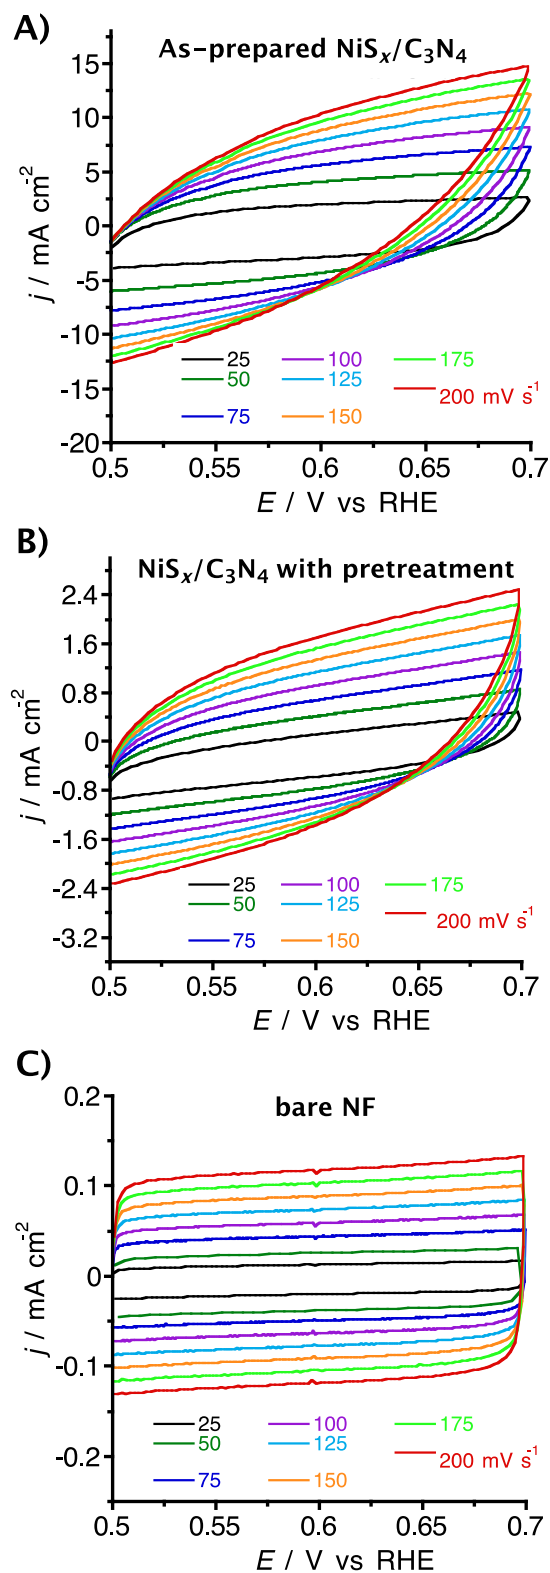 A)
As-prepared NiSₓ/C₃N₄
15
10
5
0
-5
-10
-15
-20
j / mA cm⁻²
25 100 175
50 125
200 mV s⁻¹
75 150
0.5 0.55 0.6 0.65 0.7
E / V vs RHE
B)
NiSₓ/C₃N₄ with pretreatment
2.4
1.6
0.8
0
-0.8
-1.6
-2.4
-3.2
j / mA cm⁻²
25 100 175
50 125
200 mV s⁻¹
75 150
0.5 0.55 0.6 0.65 0.7
E / V vs RHE
C)
bare NF
0.2
0.1
0
-0.1
-0.2
j / mA cm⁻²
25 100 175
50 125
200 mV s⁻¹
75 150
0.5 0.55 0.6 0.65 0.7
E / V vs RHE